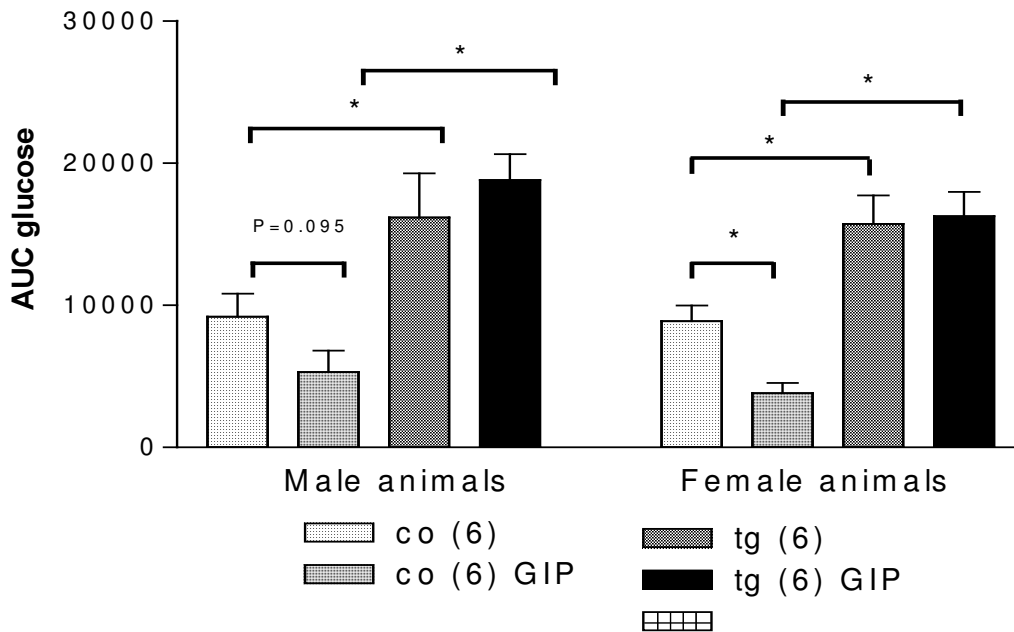 30000
20000
10000
0
AUC glucose
*
*
P=0.095
*
*
*
Male animals
Female animals
co (6)
co (6) GIP
tg (6)
tg (6) GIP